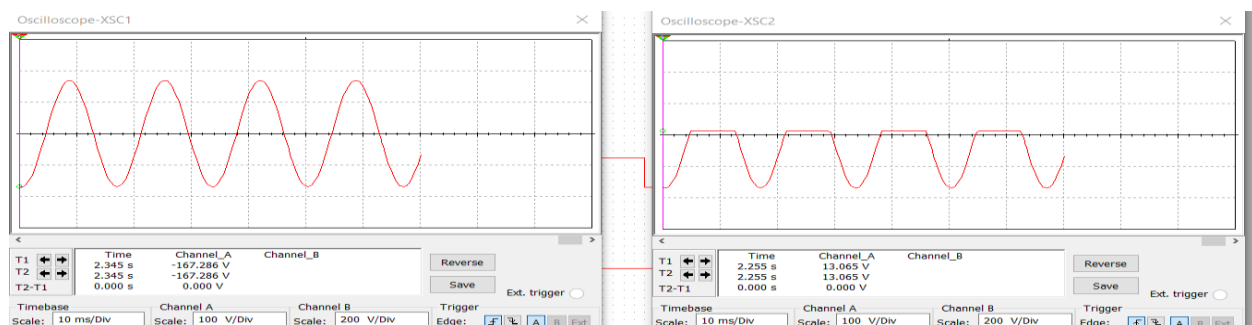 Oscilloscope-XSC1
T1
T2
T2-T1
Time Channel_A Channel_B
2.345 s -167.286 V
2.345 s -167.286 V
0.000 s 0.000 V
Reverse
Save
Ext. trigger
Timebase
Scale: 10 ms/Div
Channel A
Scale: 100 V/Div
Channel B
Scale: 200 V/Div
Trigger
Edge: A B Ext
Oscilloscope-XSC2
T1
T2
T2-T1
Time Channel_A Channel_B
2.255 s 13.065 V
2.255 s 13.065 V
0.000 s 0.000 V
Reverse
Save
Ext. trigger
Timebase
Scale: 10 ms/Div
Channel A
Scale: 100 V/Div
Channel B
Scale: 200 V/Div
Trigger
Edge: A B Ext